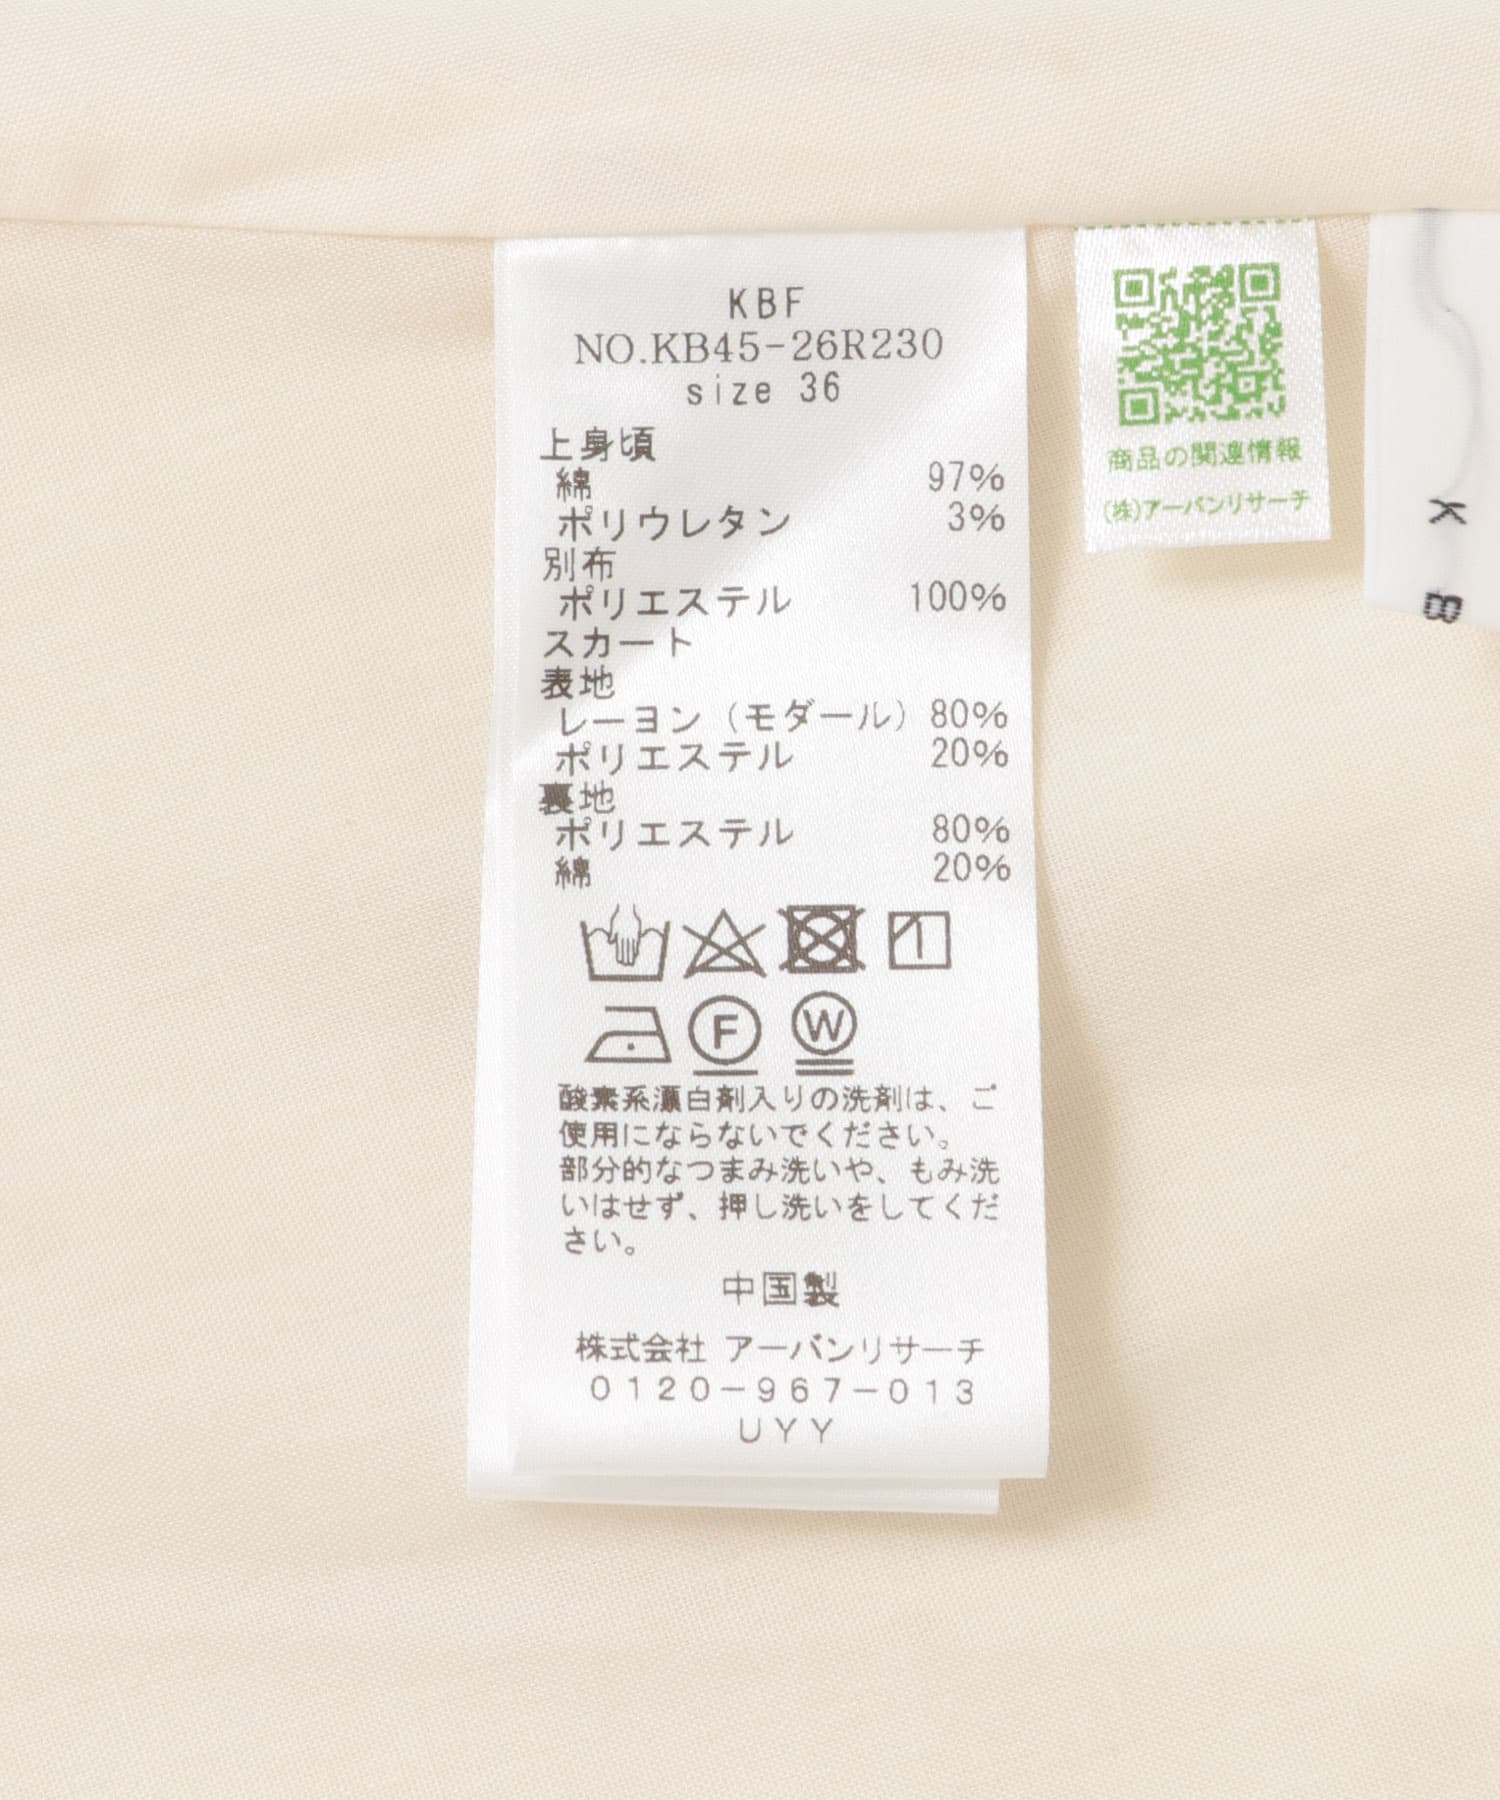 KBF
NO.KB45-26R230
size 36
上身頃
綿 97%
ポリウレタン 3%
別布
ポリエステル 100%
スカート
表地
レーヨン（モダール） 80%
ポリエステル 20%
裏地
ポリエステル 80%
綿 20%
F W
酸素系漂白剤入りの洗剤は、ご
使用にならないでください。
部分的なつまみ洗いや、もみ洗
いはせず、押し洗いをしてくだ
さい。
中国製
株式会社 アーバンリサーチ
0120-967-013
UYY
商品の関連情報
(株)アーバンリサーチ
K B